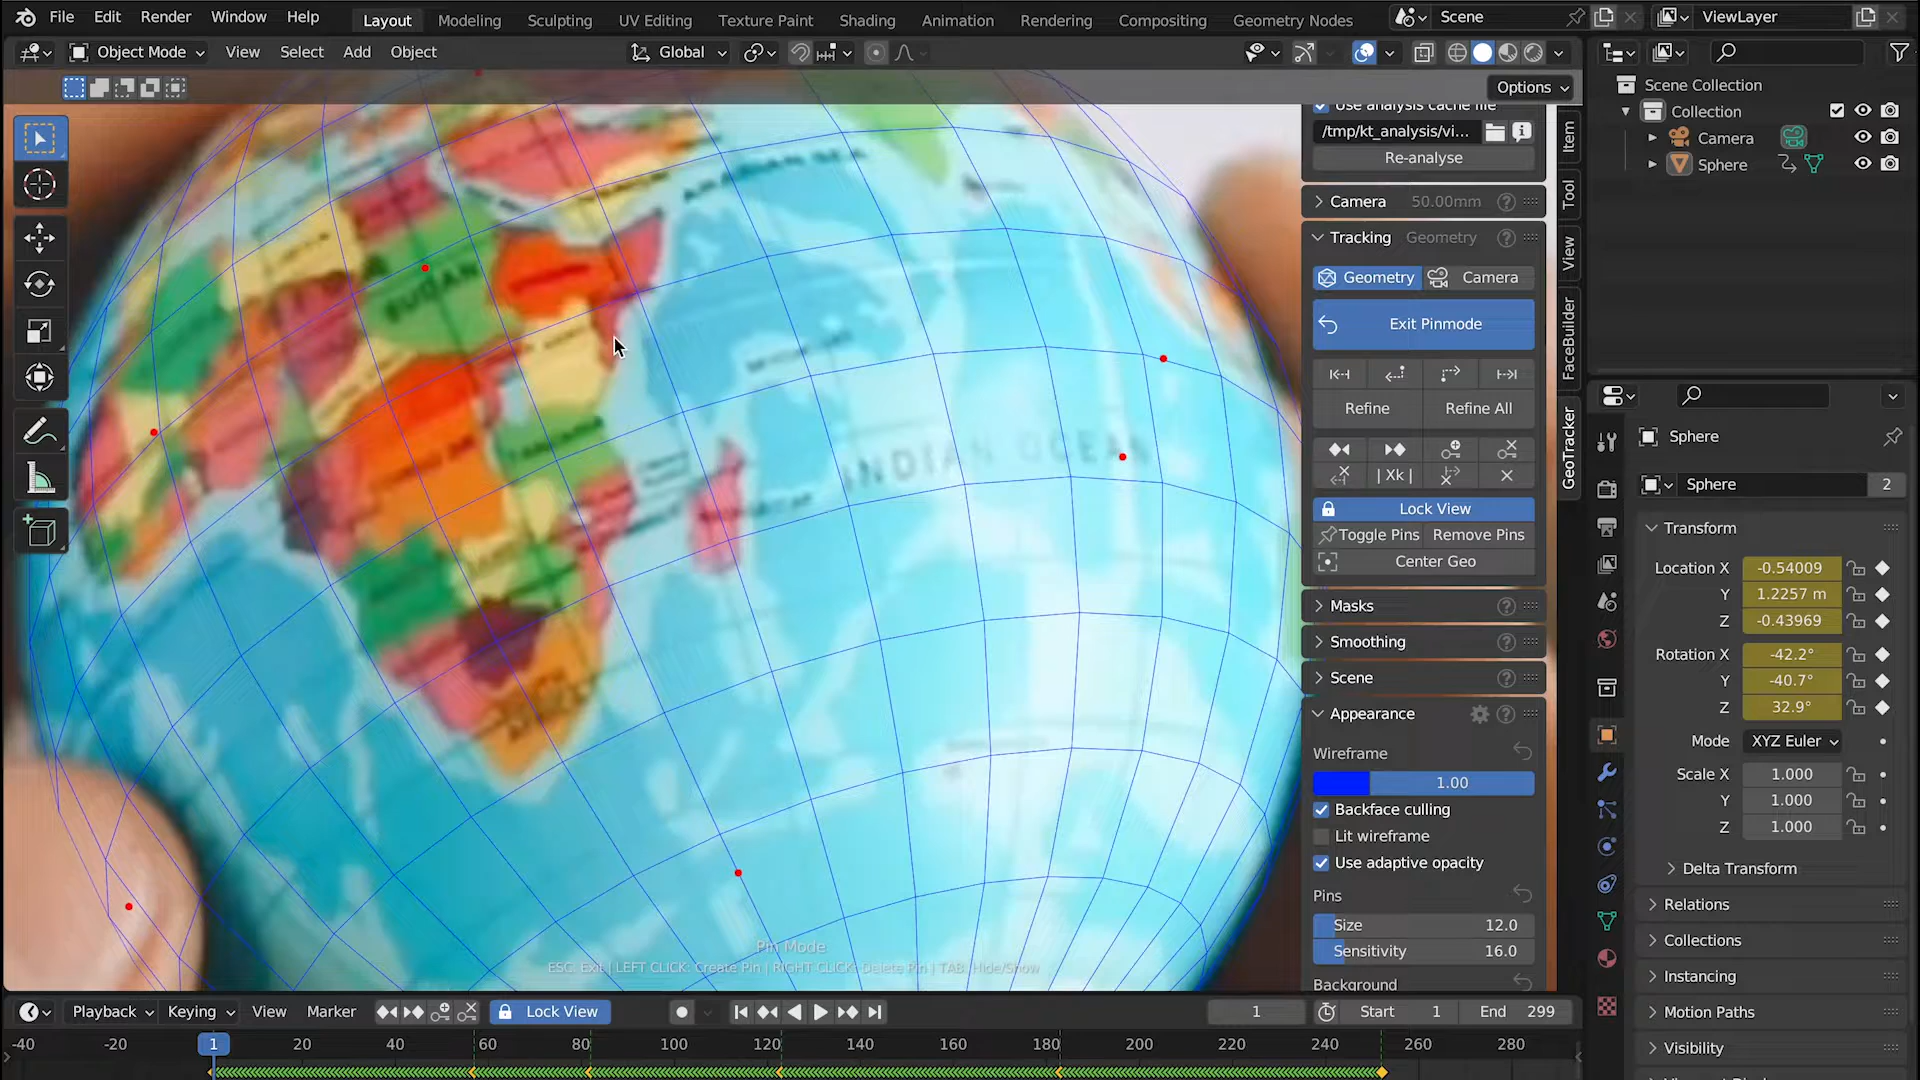 File Edit Render Window Help Layout Modeling Sculpting UV Editing Texture Paint Shading Animation Rendering Compositing Geometry Nodes Scene ViewLayer
Object Mode View Select Add Object Global
Options
Scene Collection
Collection
Camera
Sphere
Use analysis cache file
/tmp/kt_analysis/vi...
Re-analyse
Camera 50.00mm
Tracking Geometry
Geometry Camera
Exit Pinmode
Refine Refine All
| Xk |
Lock View
Toggle Pins Remove Pins
Center Geo
Masks
Smoothing
Scene
Appearance
Wireframe
1.00
Backface culling
Lit wireframe
Use adaptive opacity
Pins
Size 12.0
Sensitivity 16.0
Background
Item
Tool
View
FaceBuilder
GeoTracker
ARABIAN SEA
SUDAN
TANZANIA
INDIAN OCEAN
Pin Mode
ESC: Exit | LEFT CLICK: Create Pin | RIGHT CLICK: Delete Pin | TAB: Hide/Show
Sphere
Sphere 2
Transform
Location X -0.54009
Y 1.2257 m
Z -0.43969
Rotation X -42.2°
Y -40.7°
Z 32.9°
Mode XYZ Euler
Scale X 1.000
Y 1.000
Z 1.000
Delta Transform
Relations
Collections
Instancing
Motion Paths
Visibility
Playback Keying View Marker Lock View 1 Start 1 End 299
-40 -20 1 20 40 60 80 100 120 140 160 180 200 220 240 260 280